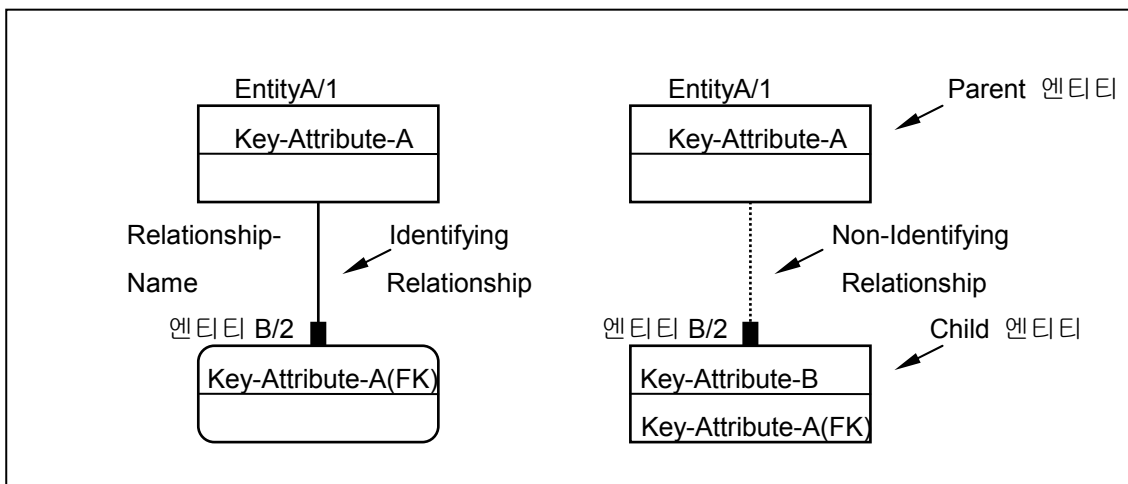 EntityA/1
Key-Attribute-A
Relationship-
Name
Identifying
Relationship
엔티티 B/2
Key-Attribute-A(FK)
EntityA/1
Parent 엔티티
Key-Attribute-A
Non-Identifying
Relationship
엔티티 B/2
Child 엔티티
Key-Attribute-B
Key-Attribute-A(FK)